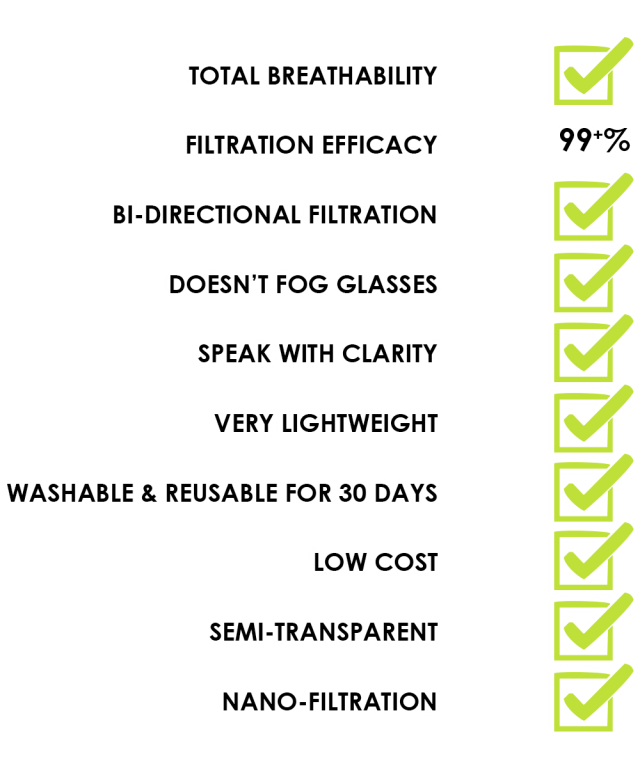 TOTAL BREATHABILITY
FILTRATION EFFICACY 99+%
BI-DIRECTIONAL FILTRATION
DOESN’T FOG GLASSES
SPEAK WITH CLARITY
VERY LIGHTWEIGHT
WASHABLE & REUSABLE FOR 30 DAYS
LOW COST
SEMI-TRANSPARENT
NANO-FILTRATION